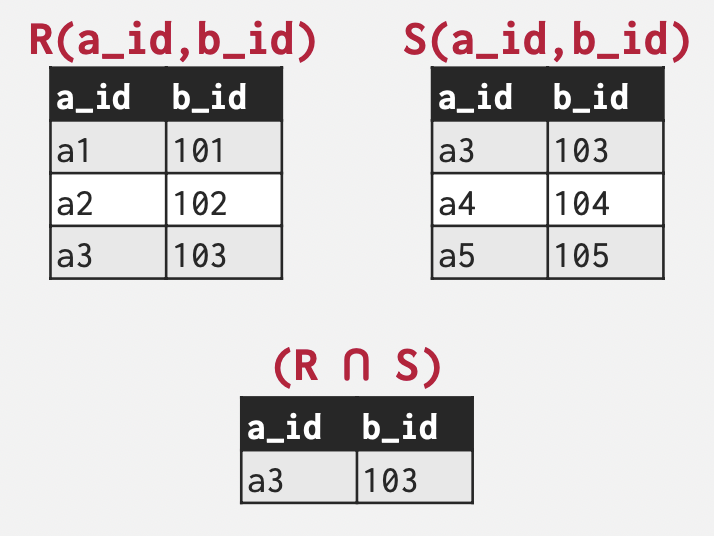 R(a_id,b_id)
a_id b_id
a1 101
a2 102
a3 103
S(a_id,b_id)
a_id b_id
a3 103
a4 104
a5 105
(R ∩ S)
a_id b_id
a3 103